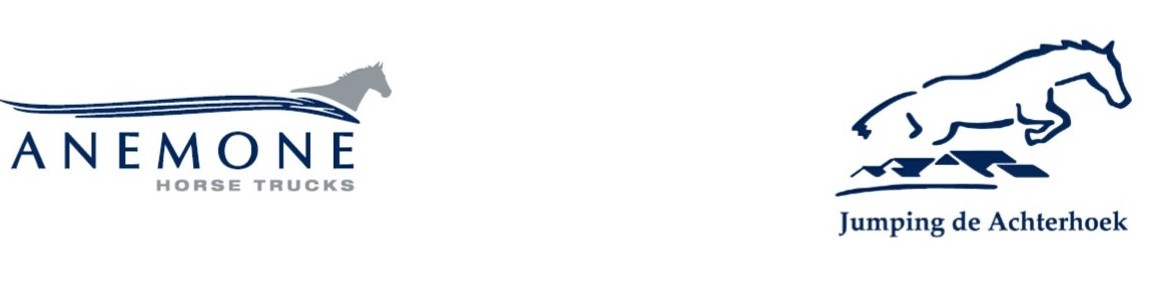 ANEMONE
HORSE TRUCKS
Jumping de Achterhoek